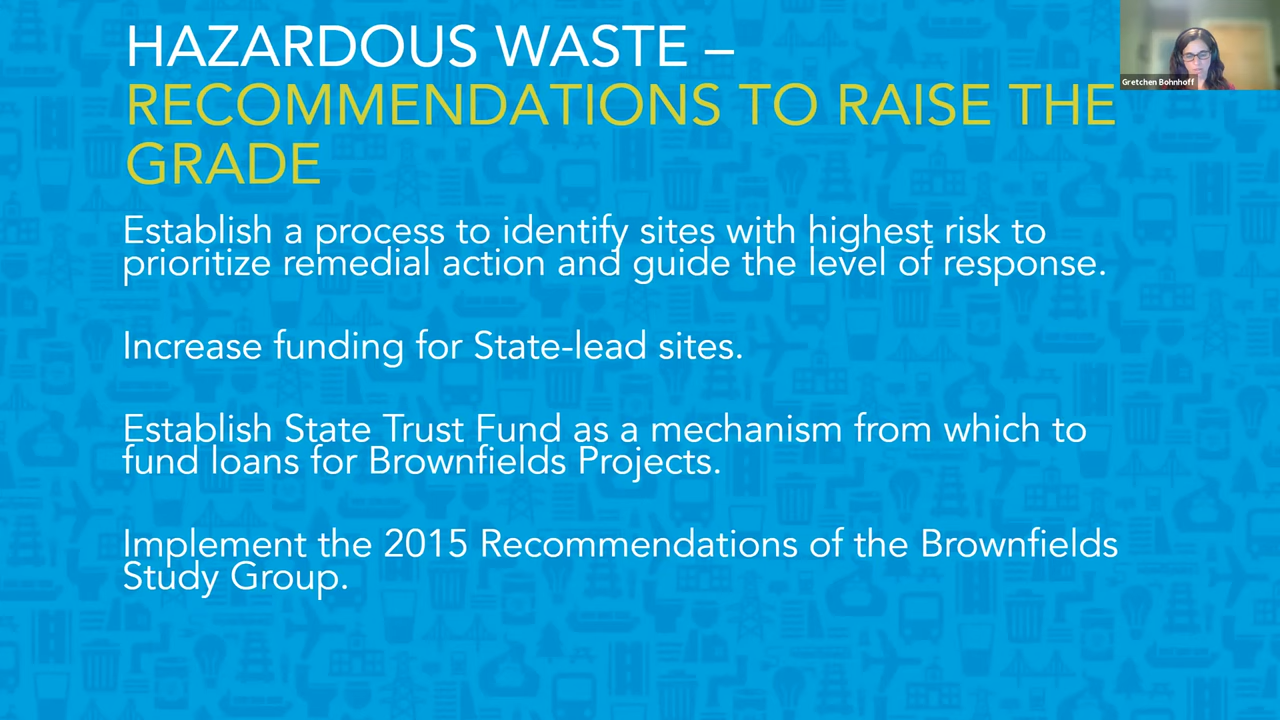 HAZARDOUS WASTE –
RECOMMENDATIONS TO RAISE THE
GRADE
Gretchen Bohnhoff
Establish a process to identify sites with highest risk to
prioritize remedial action and guide the level of response.
Increase funding for State-lead sites.
Establish State Trust Fund as a mechanism from which to
fund loans for Brownfields Projects.
Implement the 2015 Recommendations of the Brownfields
Study Group.